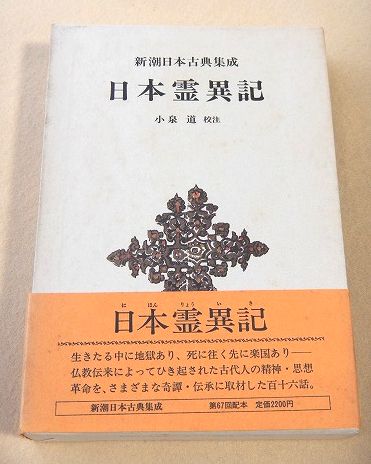 新潮日本古典集成
日本霊異記
小泉 道 校注
に ほん りょう い き
日本霊異記
生きたる中に地獄あり、死に往く先に楽国あり――
仏教伝来によってひき起された古代人の精神・思想
革命を、さまざまな奇譚・伝承に取材した百十六話。
新潮日本古典集成 第67回配本 定価2200円